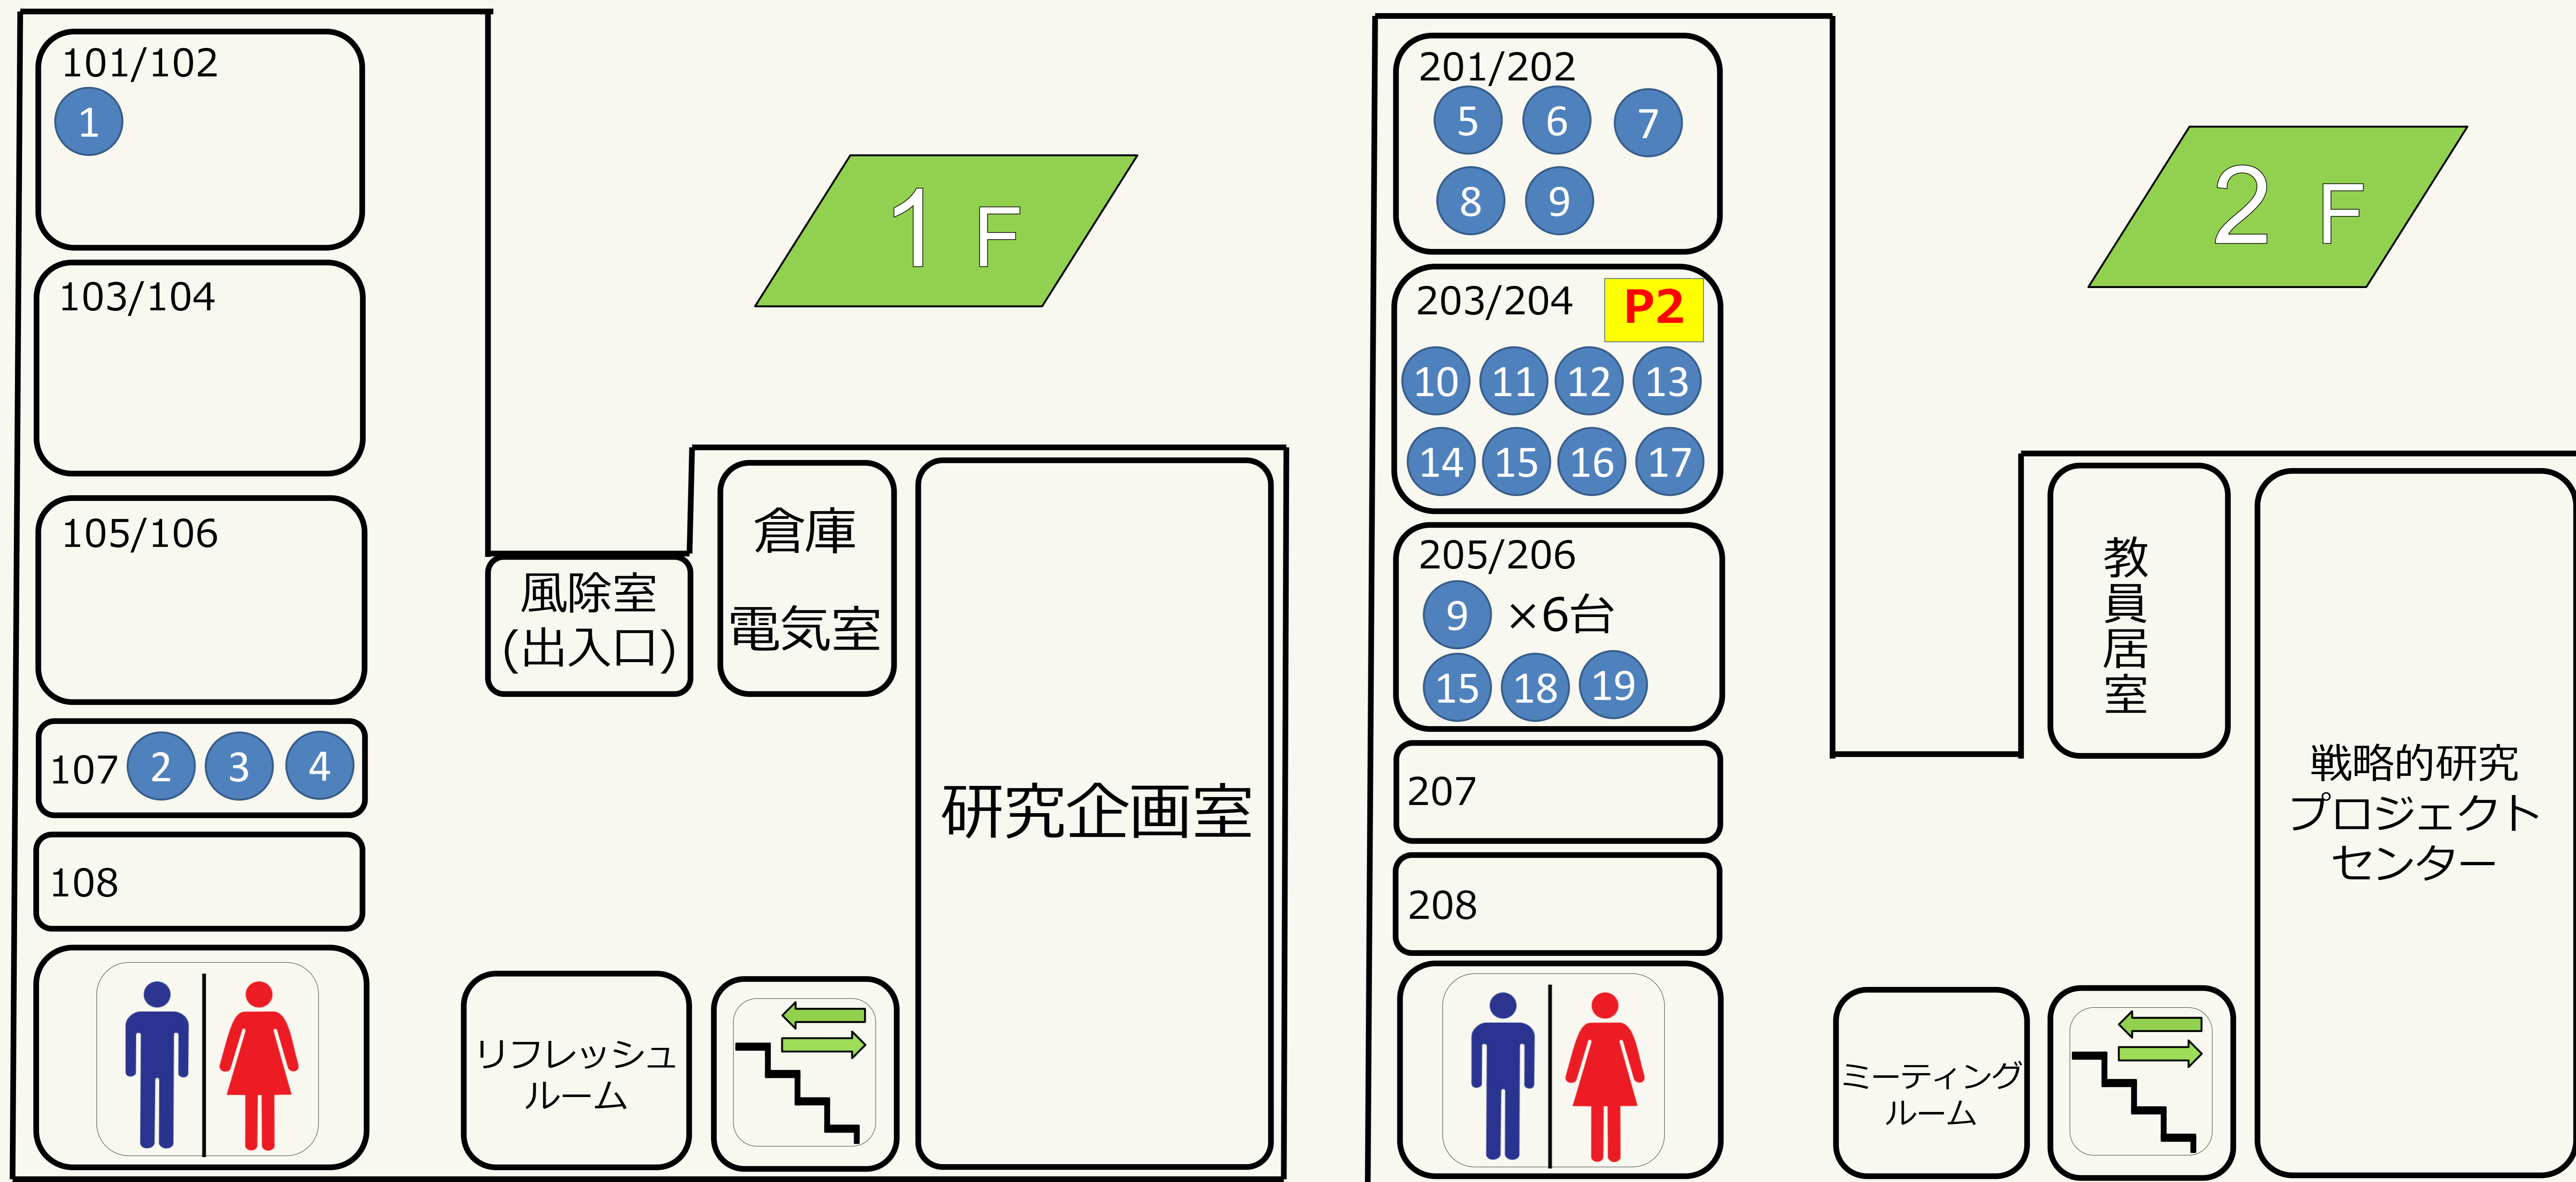 101/102
1
103/104
105/106
107 2 3 4
108
1 F
風除室
(出入口)
倉庫
電気室
研究企画室
リフレッシュ
ルーム
201/202
5 6 7
8 9
203/204 P2
10 11 12 13
14 15 16 17
205/206
9 ×6台
15 18 19
207
208
2 F
教員居室
戦略的研究
プロジェクト
センター
ミーティング
ルーム